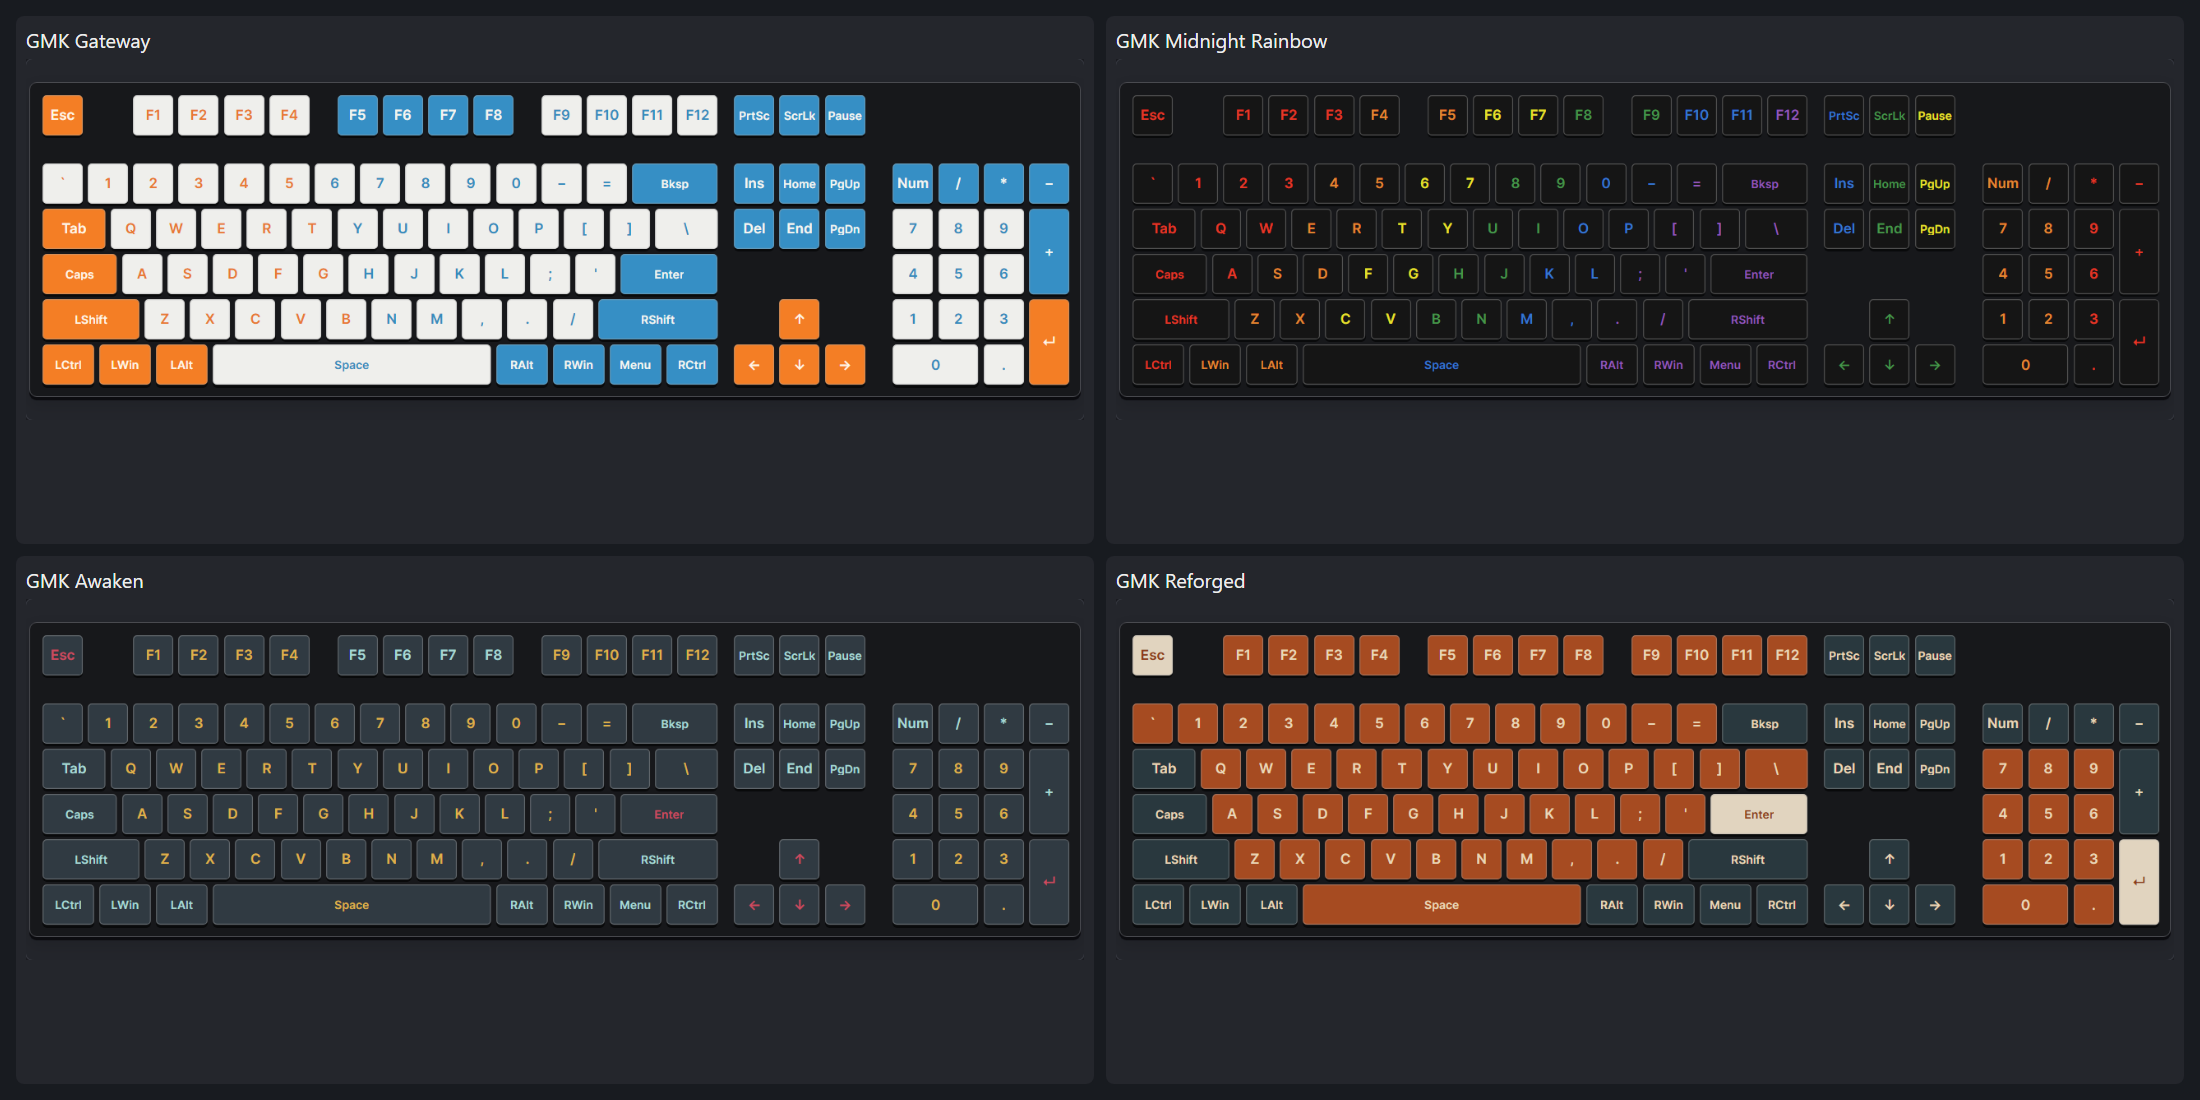 GMK Gateway
Esc F1 F2 F3 F4 F5 F6 F7 F8 F9 F10 F11 F12 PrtSc ScrLk Pause
` 1 2 3 4 5 6 7 8 9 0 - = Bksp Ins Home PgUp Num / * -
Tab Q W E R T Y U I O P [ ] \ Del End PgDn 7 8 9 +
Caps A S D F G H J K L ; ' Enter 4 5 6
LShift Z X C V B N M , . / RShift ↑ 1 2 3 ↵
LCtrl LWin LAlt Space RAlt RWin Menu RCtrl ← ↓ → 0 .
GMK Midnight Rainbow
Esc F1 F2 F3 F4 F5 F6 F7 F8 F9 F10 F11 F12 PrtSc ScrLk Pause
` 1 2 3 4 5 6 7 8 9 0 - = Bksp Ins Home PgUp Num / * -
Tab Q W E R T Y U I O P [ ] \ Del End PgDn 7 8 9 +
Caps A S D F G H J K L ; ' Enter 4 5 6
LShift Z X C V B N M , . / RShift ↑ 1 2 3 ↵
LCtrl LWin LAlt Space RAlt RWin Menu RCtrl ← ↓ → 0 .
GMK Awaken
Esc F1 F2 F3 F4 F5 F6 F7 F8 F9 F10 F11 F12 PrtSc ScrLk Pause
` 1 2 3 4 5 6 7 8 9 0 - = Bksp Ins Home PgUp Num / * -
Tab Q W E R T Y U I O P [ ] \ Del End PgDn 7 8 9 +
Caps A S D F G H J K L ; ' Enter 4 5 6
LShift Z X C V B N M , . / RShift ↑ 1 2 3 ↵
LCtrl LWin LAlt Space RAlt RWin Menu RCtrl ← ↓ → 0 .
GMK Reforged
Esc F1 F2 F3 F4 F5 F6 F7 F8 F9 F10 F11 F12 PrtSc ScrLk Pause
` 1 2 3 4 5 6 7 8 9 0 - = Bksp Ins Home PgUp Num / * -
Tab Q W E R T Y U I O P [ ] \ Del End PgDn 7 8 9 +
Caps A S D F G H J K L ; ' Enter 4 5 6
LShift Z X C V B N M , . / RShift ↑ 1 2 3 ↵
LCtrl LWin LAlt Space RAlt RWin Menu RCtrl ← ↓ → 0 .